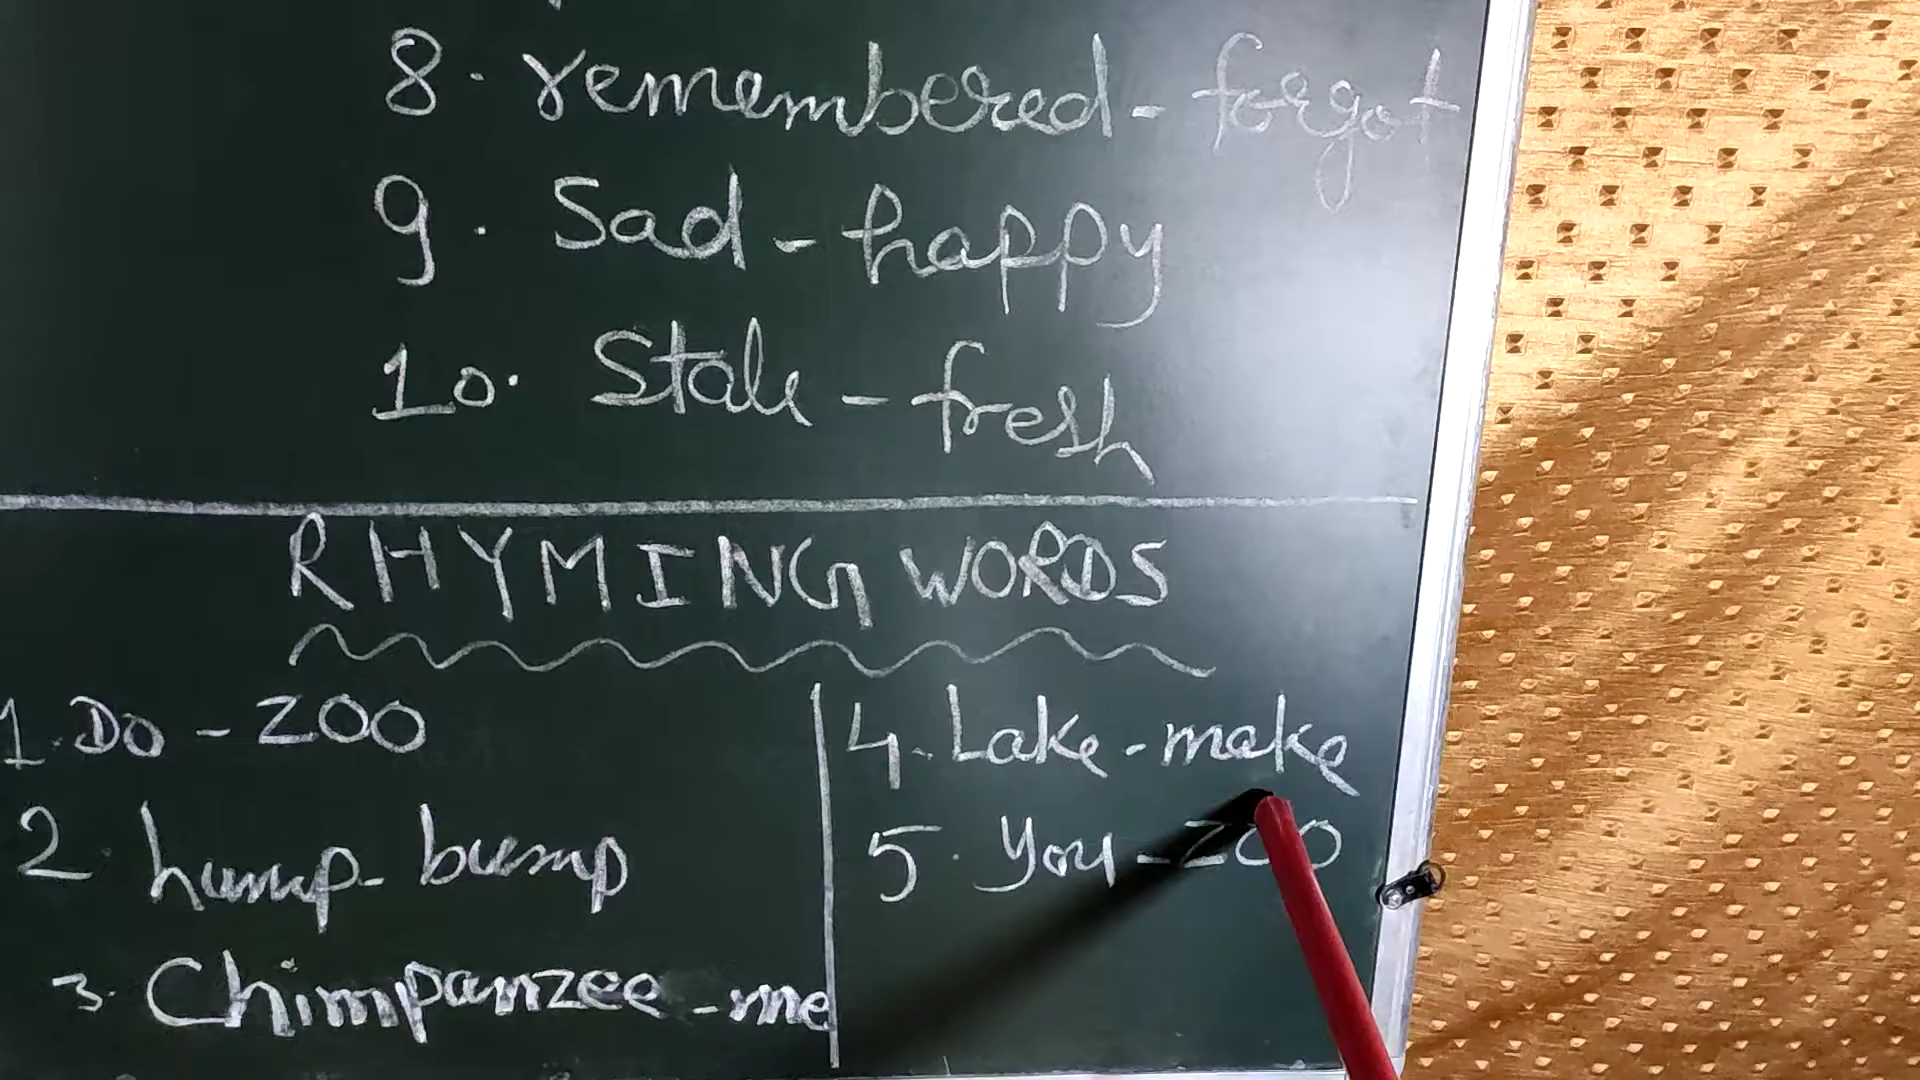 8. remembered - forgot
9. Sad - happy
10. Stale - fresh
RHYMING WORDS
1. Do - ZOO
2. hump - bump
3. Chimpanzee - me
4. Lake - make
5. You - ZOO